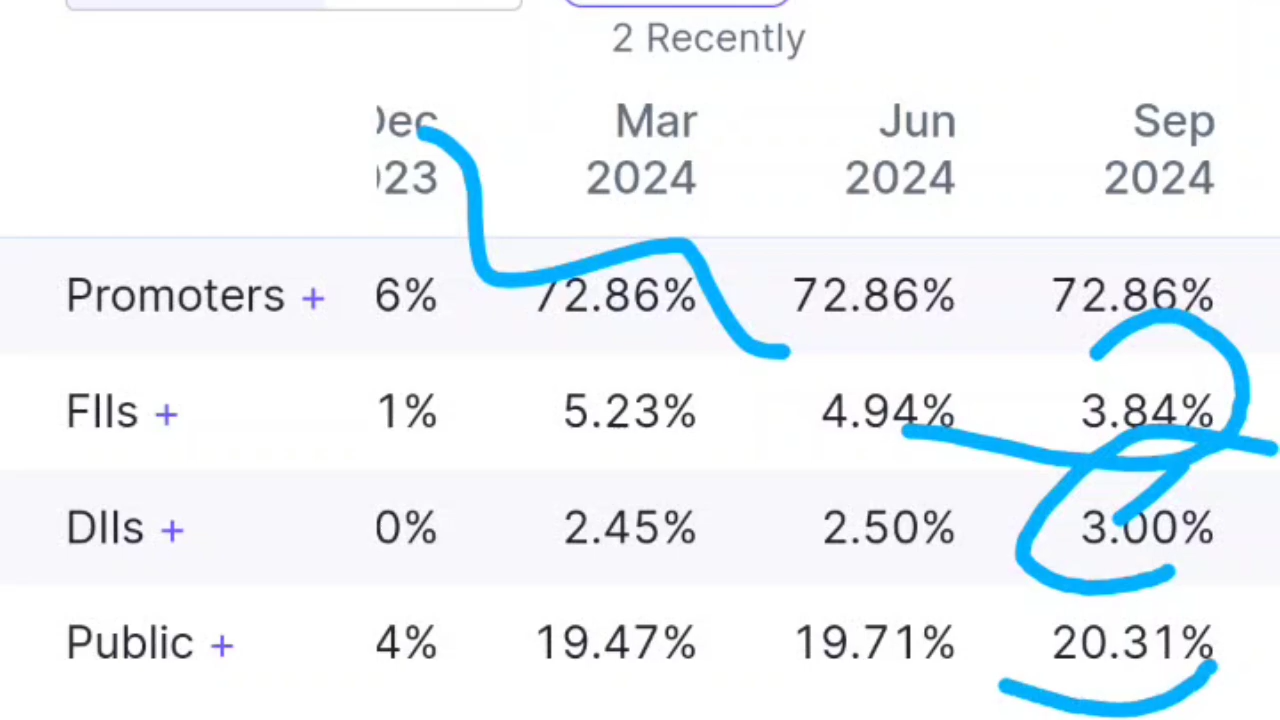 2 Recently
Dec Mar Jun Sep
2024 2024 2024
Promoters + 6% 72.86% 72.86% 72.86%
FIIs + 1% 5.23% 4.94% 3.84%
DIIs + 0% 2.45% 2.50% 3.00%
Public + 4% 19.47% 19.71% 20.31%